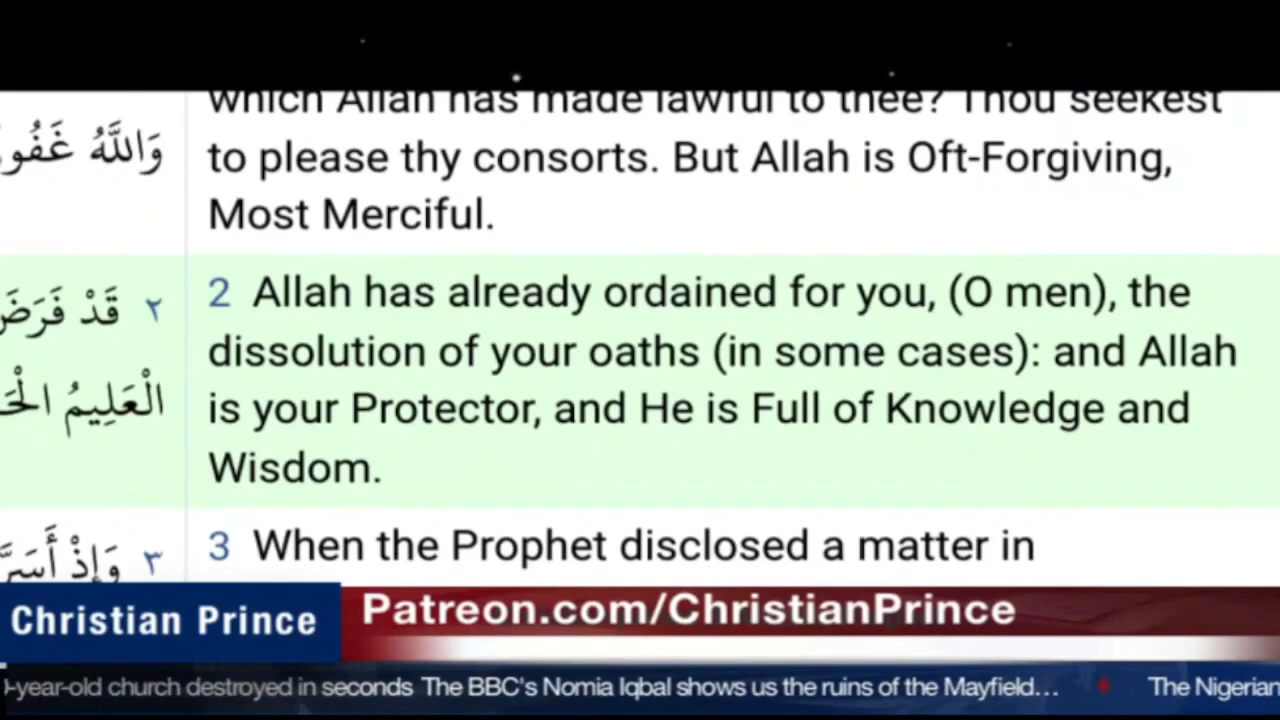 which Allah has made lawful to thee? Thou seekest
to please thy consorts. But Allah is Oft-Forgiving,
Most Merciful.
وَاللَّهُ
2 Allah has already ordained for you, (O men), the
dissolution of your oaths (in some cases): and Allah
is your Protector, and He is Full of Knowledge and
Wisdom.
٢ قَدْ فَرَضَ
الْعَلِيمُ
3 When the Prophet disclosed a matter in
٣ وَإِذْ
Christian Prince
Patreon.com/ChristianPrince
-year-old church destroyed in seconds The BBC's Nomia Iqbal shows us the ruins of the Mayfield... The Nigerian